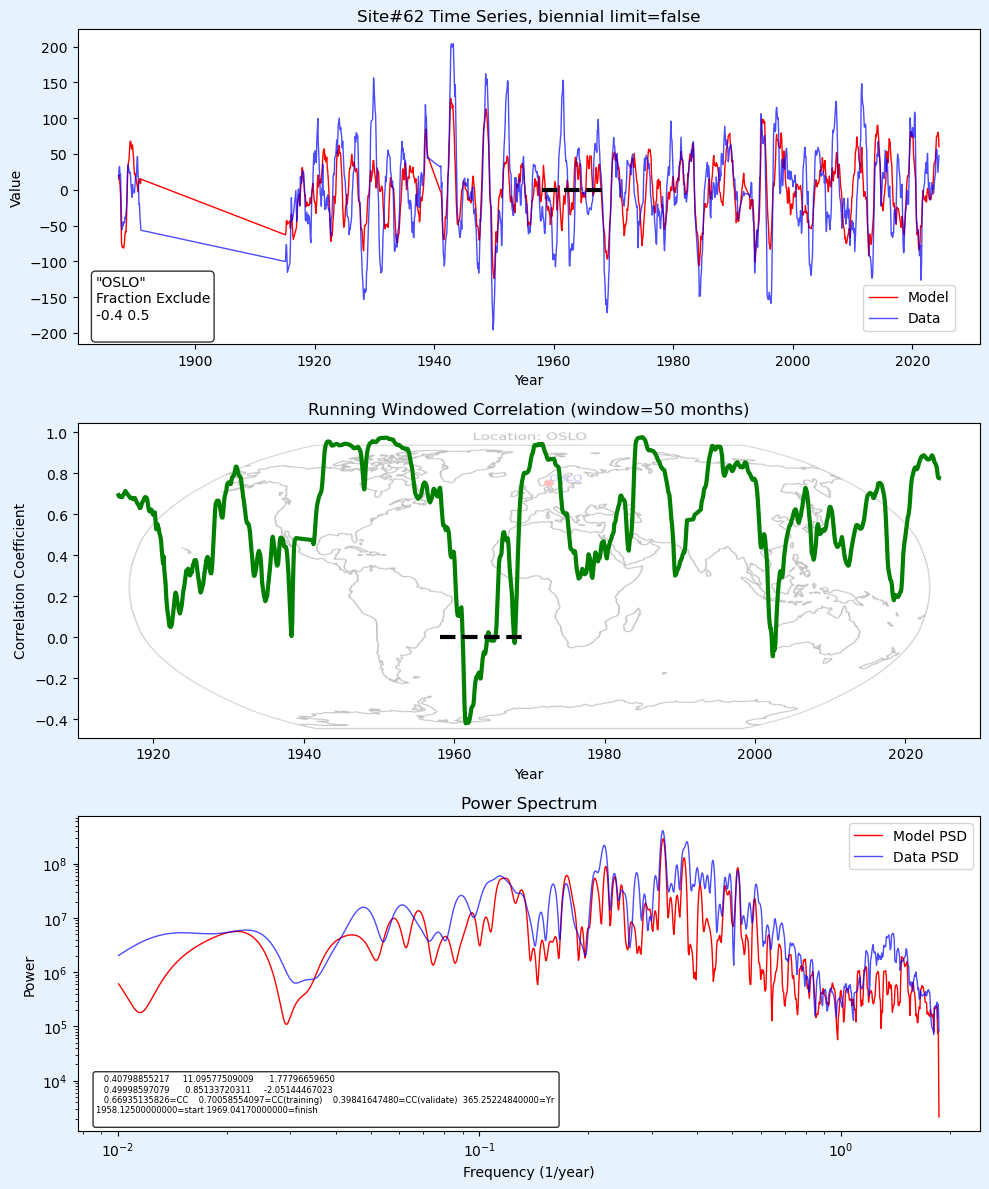 Site#62 Time Series, biennial limit=false
Value
200
150
100
50
0
−50
−100
−150
−200
"OSLO"
Fraction Exclude
-0.4 0.5
Model
Data
1900
1920
1940
1960
1980
2000
2020
Year
Running Windowed Correlation (window=50 months)
Correlation Coefficient
1.0
0.8
0.6
0.4
0.2
0.0
−0.2
−0.4
Location: OSLO
OSLO
1920
1940
1960
1980
2000
2020
Year
Power Spectrum
Power
10⁸
10⁷
10⁶
10⁵
10⁴
Model PSD
Data PSD
0.40798855217 11.09577509009 1.77796659650
0.49998597079 0.85133720311 -2.05144467023
0.66935135826=CC 0.70058554097=CC(training) 0.39841647480=CC(validate) 365.25224840000=Yr
1958.12500000000=start 1969.04170000000=finish
10⁻²
10⁻¹
10⁰
Frequency (1/year)